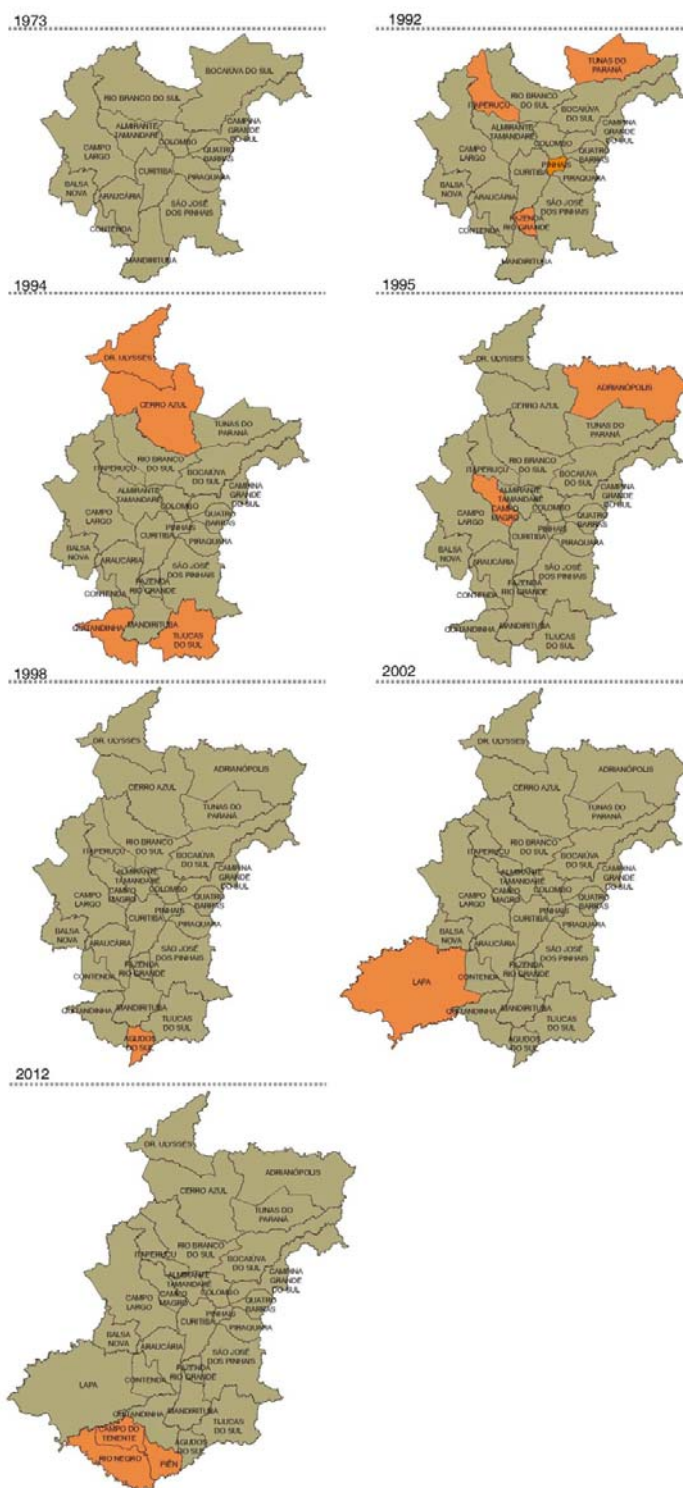 1973
BOCAIÚVA DO SUL
RIO BRANCO DO SUL
ALMIRANTE
TAMANDARÉ
COLOMBO
CAMPINA
GRANDE
DO SUL
CAMPO
LARGO
QUATRO
BARRAS
CURITIBA
PIRAQUARA
BALSA
NOVA
ARAUCÁRIA
SÃO JOSÉ
DOS PINHAIS
CONTENDA
MANDIRITUBA
1992
TUNAS DO
PARANÁ
ITAPERUÇÚ
RIO BRANCO
DO SUL
BOCAIÚVA
DO SUL
ALMIRANTE
TAMANDARÉ
COLOMBO
CAMPINA
GRANDE
DO SUL
CAMPO
LARGO
QUATRO
BARRAS
PINHAIS
CURITIBA
PIRAQUARA
BALSA
NOVA
ARAUCÁRIA
SÃO JOSÉ
DOS PINHAIS
FAZENDA
RIO GRANDE
CONTENDA
MANDIRITUBA
1994
DR. ULYSSES
CERRO AZUL
TUNAS DO
PARANÁ
ITAPERUÇÚ
RIO BRANCO
DO SUL
BOCAIÚVA
DO SUL
ALMIRANTE
TAMANDARÉ
COLOMBO
CAMPINA
GRANDE
DO SUL
CAMPO
LARGO
QUATRO
BARRAS
PINHAIS
CURITIBA
PIRAQUARA
BALSA
NOVA
ARAUCÁRIA
SÃO JOSÉ
DOS PINHAIS
FAZENDA
RIO GRANDE
CONTENDA
QUITANDINHA
MANDIRITUBA
TIJUCAS
DO SUL
1995
DR. ULYSSES
ADRIANÓPOLIS
CERRO AZUL
TUNAS DO
PARANÁ
ITAPERUÇÚ
RIO BRANCO
DO SUL
BOCAIÚVA
DO SUL
ALMIRANTE
TAMANDARÉ
CAMPO
MAGRO
COLOMBO
CAMPINA
GRANDE
DO SUL
CAMPO
LARGO
QUATRO
BARRAS
PINHAIS
CURITIBA
PIRAQUARA
BALSA
NOVA
ARAUCÁRIA
SÃO JOSÉ
DOS PINHAIS
FAZENDA
RIO GRANDE
CONTENDA
QUITANDINHA
MANDIRITUBA
TIJUCAS
DO SUL
1998
DR. ULYSSES
ADRIANÓPOLIS
CERRO AZUL
TUNAS DO
PARANÁ
ITAPERUÇÚ
RIO BRANCO
DO SUL
BOCAIÚVA
DO SUL
ALMIRANTE
TAMANDARÉ
CAMPO
MAGRO
COLOMBO
CAMPINA
GRANDE
DO SUL
CAMPO
LARGO
QUATRO
BARRAS
PINHAIS
CURITIBA
PIRAQUARA
BALSA
NOVA
ARAUCÁRIA
SÃO JOSÉ
DOS PINHAIS
FAZENDA
RIO GRANDE
CONTENDA
QUITANDINHA
MANDIRITUBA
TIJUCAS
DO SUL
AGUDOS
DO SUL
2002
DR. ULYSSES
ADRIANÓPOLIS
CERRO AZUL
TUNAS DO
PARANÁ
ITAPERUÇÚ
RIO BRANCO
DO SUL
BOCAIÚVA
DO SUL
ALMIRANTE
TAMANDARÉ
CAMPO
MAGRO
COLOMBO
CAMPINA
GRANDE
DO SUL
CAMPO
LARGO
QUATRO
BARRAS
PINHAIS
CURITIBA
PIRAQUARA
BALSA
NOVA
ARAUCÁRIA
SÃO JOSÉ
DOS PINHAIS
FAZENDA
RIO GRANDE
LAPA
CONTENDA
QUITANDINHA
MANDIRITUBA
TIJUCAS
DO SUL
AGUDOS
DO SUL
2012
DR. ULYSSES
ADRIANÓPOLIS
CERRO AZUL
TUNAS DO
PARANÁ
ITAPERUÇÚ
RIO BRANCO
DO SUL
BOCAIÚVA
DO SUL
ALMIRANTE
TAMANDARÉ
CAMPO
MAGRO
COLOMBO
CAMPINA
GRANDE
DO SUL
CAMPO
LARGO
QUATRO
BARRAS
PINHAIS
CURITIBA
PIRAQUARA
BALSA
NOVA
ARAUCÁRIA
SÃO JOSÉ
DOS PINHAIS
FAZENDA
RIO GRANDE
LAPA
CONTENDA
QUITANDINHA
MANDIRITUBA
TIJUCAS
DO SUL
CAMPO DO
TENENTE
AGUDOS
DO SUL
RIO NEGRO
PIÊN